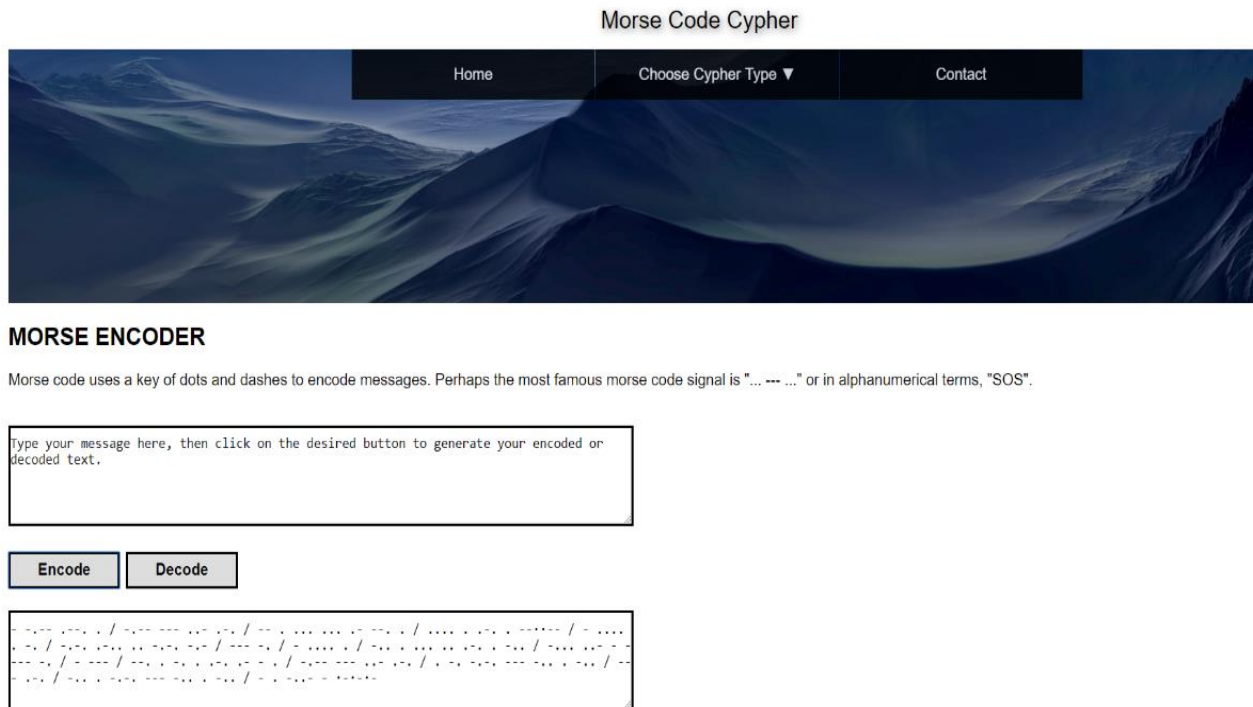 Morse Code Cypher
Home Choose Cypher Type ▼ Contact
MORSE ENCODER
Morse code uses a key of dots and dashes to encode messages. Perhaps the most famous morse code signal is "... --- ..." or in alphanumerical terms, "SOS".
Type your message here, then click on the desired button to generate your encoded or
decoded text.
Encode Decode
- -.-- .--. . / -.-- --- ..- .-. / -- . ... ... .- --. . / .... . .-. . --··-- / - ....
. -. / -.-. .-.. .. -.-. -.- / --- -. / - .... . / -.. . ... .. .-. . -.. / -... ..- - -
--- -. / - --- / --. . -. . .-. .- - . / -.-- --- ..- .-. / . -. -.-. --- -.. . -.. / --
- .-. / -.. . -.-. --- -.. . -.. / - . -..- - ·-·-·-